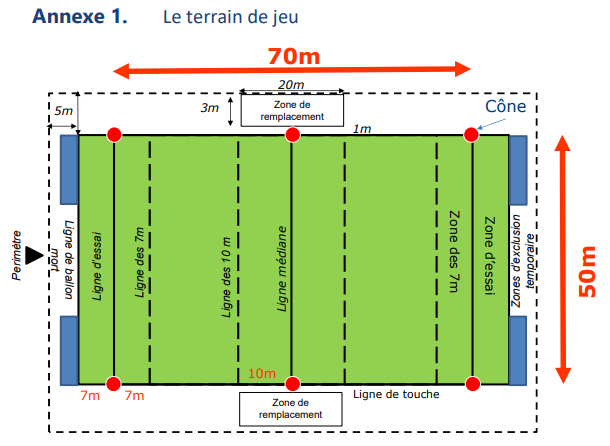 Annexe 1. Le terrain de jeu
70m
20m
5m
3m
Zone de
remplacement
Cône
1m
Périmètre
Ligne de ballon
mort
Ligne d'essai
Ligne des 7m
Ligne des 10 m
Ligne médiane
Zone des 7m
Zone d'essai
Zones d'exclusion
temporaire
50m
10m
7m
7m
Ligne de touche
Zone de
remplacement